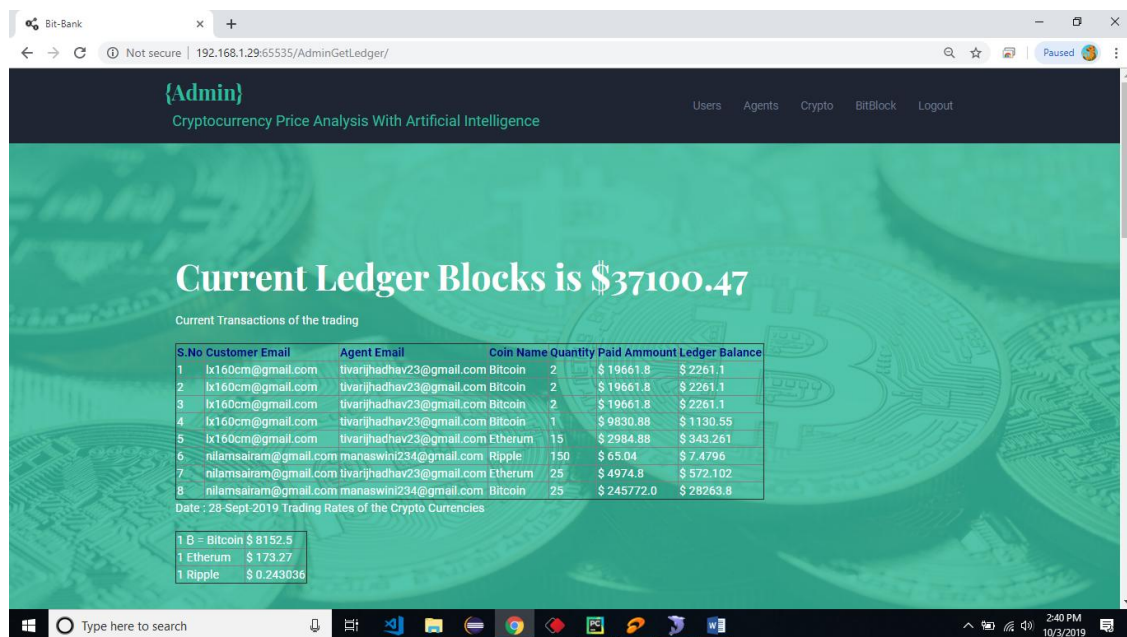 Bit-Bank
Not secure | 192.168.1.29:65535/AdminGetLedger/
Paused
{Admin}
Cryptocurrency Price Analysis With Artificial Intelligence
Users Agents Crypto BitBlock Logout
Current Ledger Blocks is $37100.47
Current Transactions of the trading
S.No Customer Email Agent Email Coin Name Quantity Paid Ammount Ledger Balance
1 lx160cm@gmail.com tivarijhadhav23@gmail.com Bitcoin 2 $ 19661.8 $ 2261.1
2 lx160cm@gmail.com tivarijhadhav23@gmail.com Bitcoin 2 $ 19661.8 $ 2261.1
3 lx160cm@gmail.com tivarijhadhav23@gmail.com Bitcoin 2 $ 19661.8 $ 2261.1
4 lx160cm@gmail.com tivarijhadhav23@gmail.com Bitcoin 1 $ 9830.88 $ 1130.55
5 lx160cm@gmail.com tivarijhadhav23@gmail.com Etherum 15 $ 2984.88 $ 343.261
6 nilamsairam@gmail.com manaswini234@gmail.com Ripple 150 $ 65.04 $ 7.4796
7 nilamsairam@gmail.com tivarijhadhav23@gmail.com Etherum 25 $ 4974.8 $ 572.102
8 nilamsairam@gmail.com manaswini234@gmail.com Bitcoin 25 $ 245772.0 $ 28263.8
Date : 28-Sept-2019 Trading Rates of the Crypto Currencies
1 B = Bitcoin $ 8152.5
1 Etherum $ 173.27
1 Ripple $ 0.243036
Type here to search
2:40 PM
10/3/2019